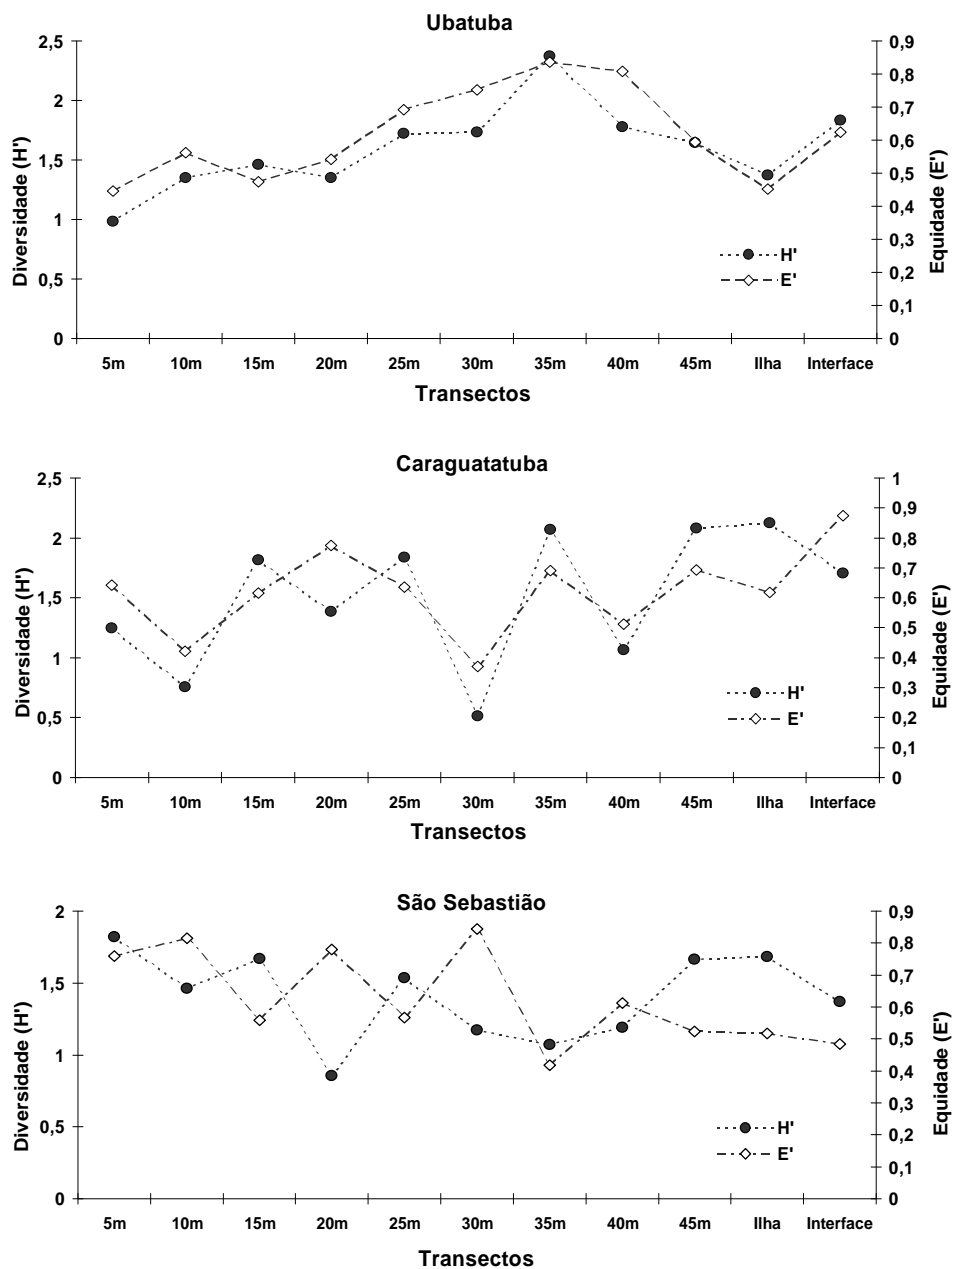 Ubatuba
2,5
2
1,5
1
0,5
0
Diversidade (H')
0,9
0,8
0,7
0,6
0,5
0,4
0,3
0,2
0,1
0
Equidade (E')
H'
E'
5m 10m 15m 20m 25m 30m 35m 40m 45m Ilha Interface
Transectos
Caraguatatuba
2,5
2
1,5
1
0,5
0
Diversidade (H')
1
0,9
0,8
0,7
0,6
0,5
0,4
0,3
0,2
0,1
0
Equidade (E')
H'
E'
5m 10m 15m 20m 25m 30m 35m 40m 45m Ilha Interface
Transectos
São Sebastião
2
1,5
1
0,5
0
Diversidade (H')
0,9
0,8
0,7
0,6
0,5
0,4
0,3
0,2
0,1
0
Equidade (E')
H'
E'
5m 10m 15m 20m 25m 30m 35m 40m 45m Ilha Interface
Transectos